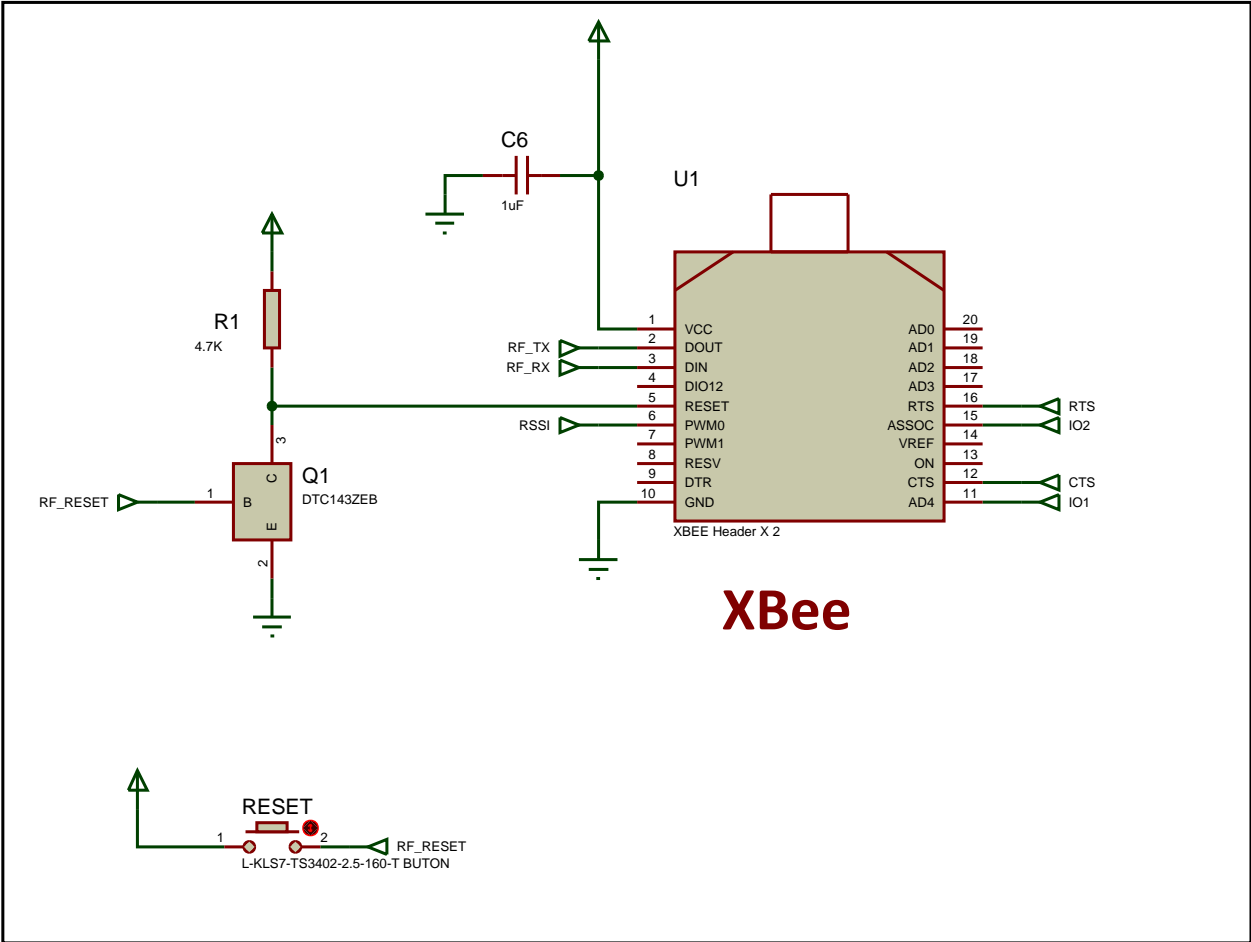 C6
1uF
U1
R1
4.7K
1 VCC AD0 20
RF_TX 2 DOUT AD1 19
RF_RX 3 DIN AD2 18
4 DIO12 AD3 17
5 RESET RTS 16 RTS
RSSI 6 PWM0 ASSOC 15 IO2
7 PWM1 VREF 14
8 RESV ON 13
9 DTR CTS 12 CTS
10 GND AD4 11 IO1
XBEE Header X 2
3
C
Q1
DTC143ZEB
RF_RESET 1 B
E
2
XBee
RESET
1 2 RF_RESET
L-KLS7-TS3402-2.5-160-T BUTON